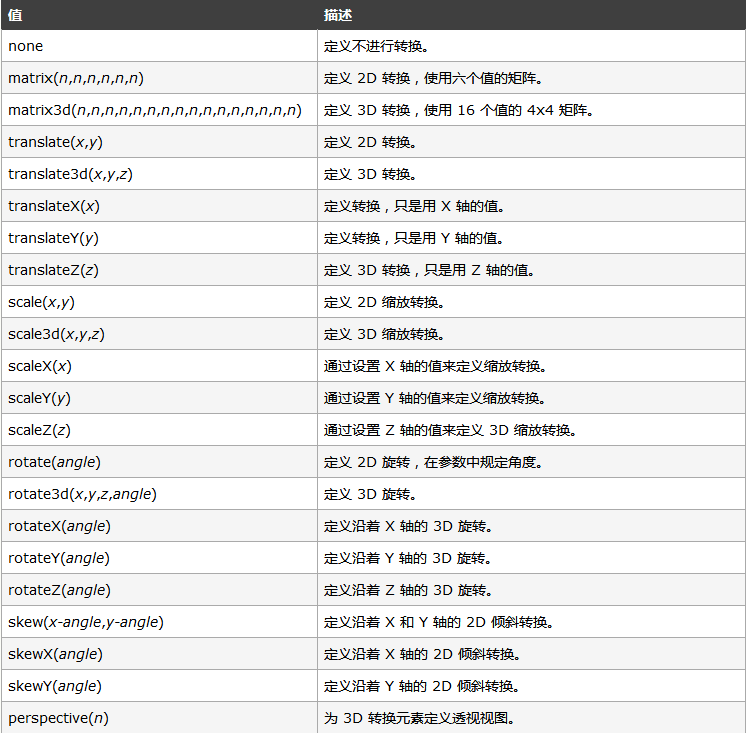 值 描述
none 定义不进行转换。
matrix(n,n,n,n,n,n) 定义 2D 转换，使用六个值的矩阵。
matrix3d(n,n,n,n,n,n,n,n,n,n,n,n,n,n,n,n) 定义 3D 转换，使用 16 个值的 4x4 矩阵。
translate(x,y) 定义 2D 转换。
translate3d(x,y,z) 定义 3D 转换。
translateX(x) 定义转换，只是用 X 轴的值。
translateY(y) 定义转换，只是用 Y 轴的值。
translateZ(z) 定义 3D 转换，只是用 Z 轴的值。
scale(x,y) 定义 2D 缩放转换。
scale3d(x,y,z) 定义 3D 缩放转换。
scaleX(x) 通过设置 X 轴的值来定义缩放转换。
scaleY(y) 通过设置 Y 轴的值来定义缩放转换。
scaleZ(z) 通过设置 Z 轴的值来定义 3D 缩放转换。
rotate(angle) 定义 2D 旋转，在参数中规定角度。
rotate3d(x,y,z,angle) 定义 3D 旋转。
rotateX(angle) 定义沿着 X 轴的 3D 旋转。
rotateY(angle) 定义沿着 Y 轴的 3D 旋转。
rotateZ(angle) 定义沿着 Z 轴的 3D 旋转。
skew(x-angle,y-angle) 定义沿着 X 和 Y 轴的 2D 倾斜转换。
skewX(angle) 定义沿着 X 轴的 2D 倾斜转换。
skewY(angle) 定义沿着 Y 轴的 2D 倾斜转换。
perspective(n) 为 3D 转换元素定义透视视图。